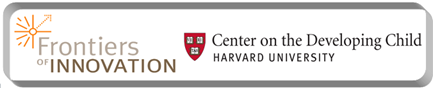 Frontiers
OF INNOVATION
Center on the Developing Child
HARVARD UNIVERSITY